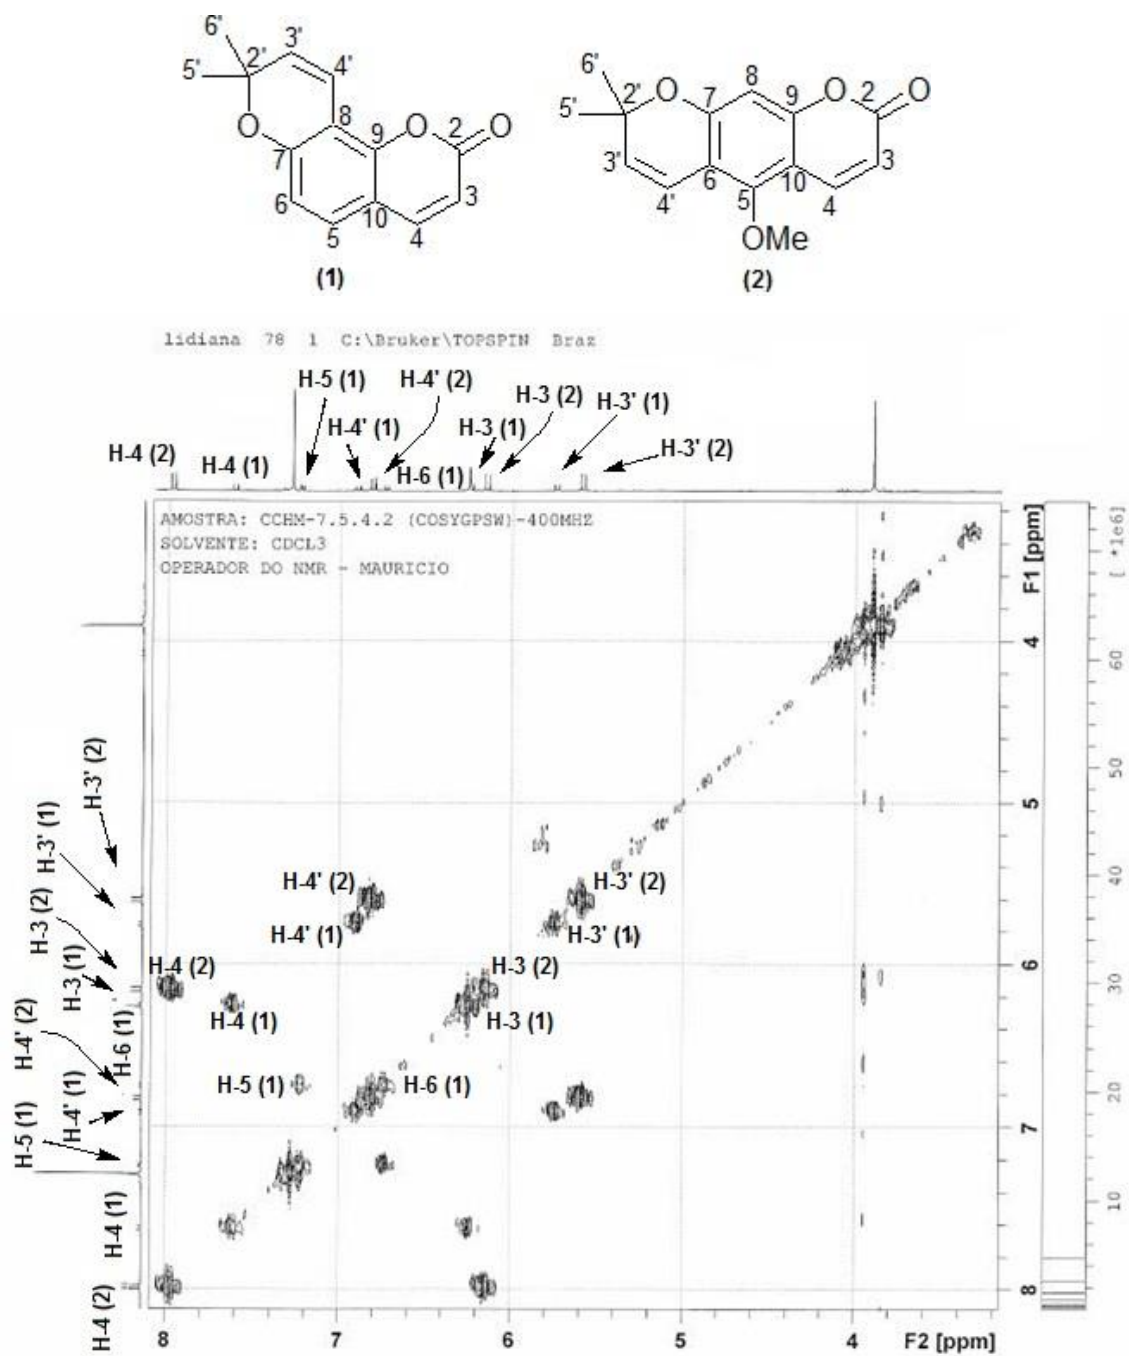 6' 3' 4'
5' 2' 8 9 O 2 O
O 7 10 3
6 5 4
(1)
6' O 8 O 2 O
5' 2' 7 9
3' 6 10 3
4' 5 4
OMe
(2)
lidiana 78 1 C:\Bruker\TOPSPIN Braz
H-5 (1) H-4' (2)
H-4' (1) H-3 (1) H-3 (2) H-3' (1)
H-4 (2) H-4 (1) H-6 (1) H-3' (2)
AMOSTRA: CCHM-7.5.4.2 (COSYGPSW)-400MHZ
SOLVENTE: CDCL3
OPERADOR DO NMR - MAURICIO
F1 [ppm]
[ *1e6]
4
5
6
7
8
60
50
40
30
20
10
H-3' (2)
H-3' (1)
H-3 (2)
H-3 (1)
H-6 (1)
H-4' (2)
H-4' (1)
H-5 (1)
H-4 (1)
H-4 (2)
H-4' (2) H-3' (2)
H-4' (1) H-3' (1)
H-4 (2) H-3 (2)
H-4 (1) H-3 (1)
H-5 (1) H-6 (1)
8 7 6 5 4 F2 [ppm]